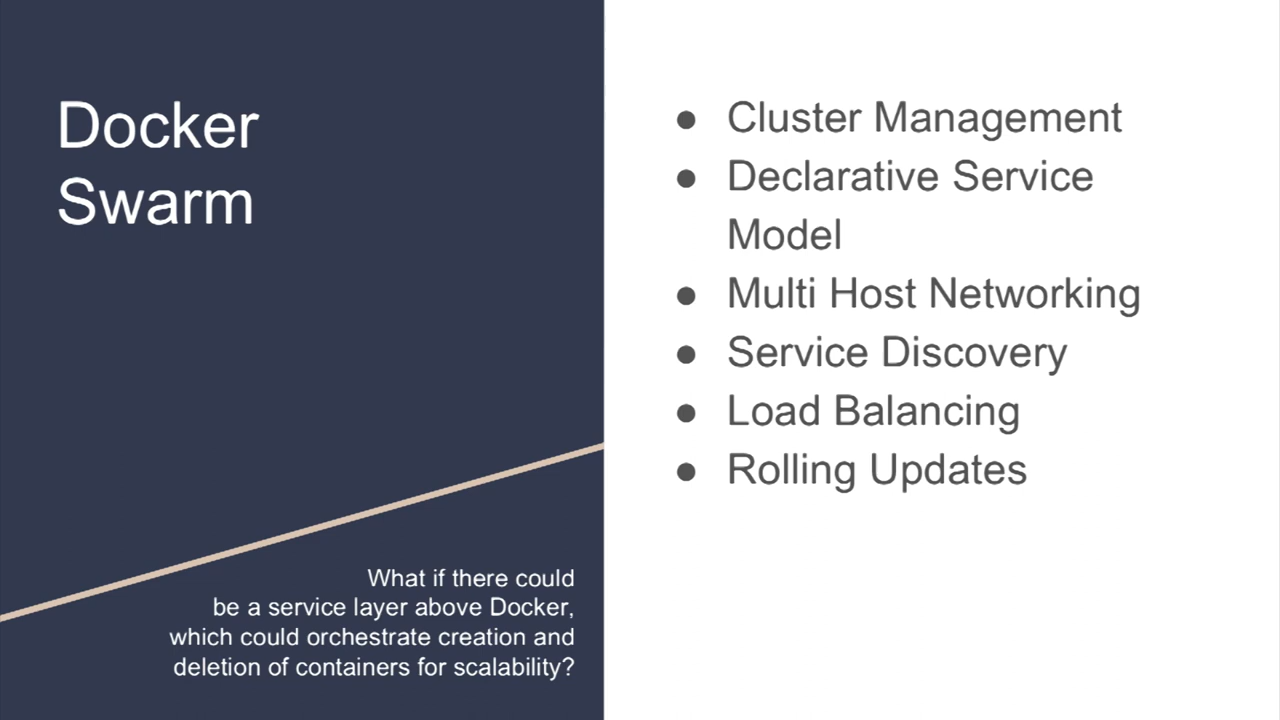 Docker
Swarm
What if there could
be a service layer above Docker,
which could orchestrate creation and
deletion of containers for scalability?
● Cluster Management
● Declarative Service
Model
● Multi Host Networking
● Service Discovery
● Load Balancing
● Rolling Updates